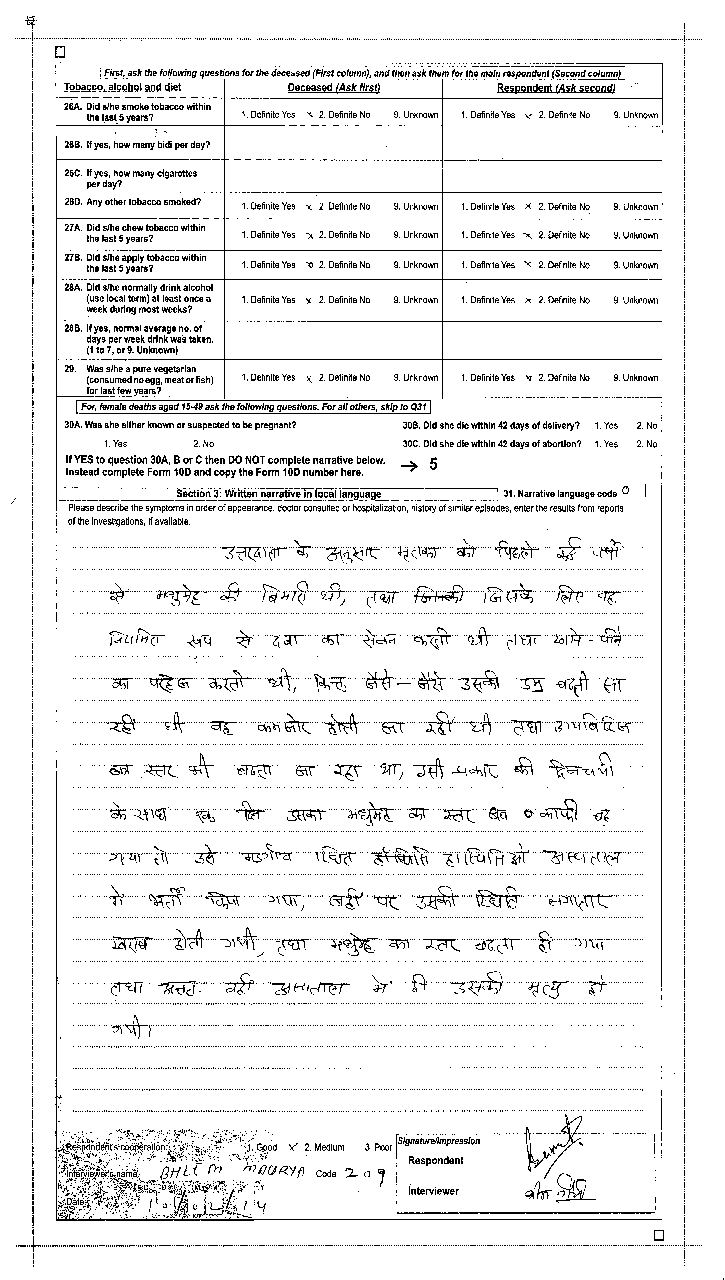 First, ask the following questions for the deceased (First column), and then ask them for the main respondent (Second column)
Tobacco, alcohol and diet Deceased (Ask first) Respondent (Ask second)
26A. Did s/he smoke tobacco within the last 5 years? 1. Definite Yes x 2. Definite No 9. Unknown 1. Definite Yes x 2. Definite No 9. Unknown
26B. If yes, how many bidi per day?
26C. If yes, how many cigarettes per day?
26D. Any other tobacco smoked? 1. Definite Yes x 2. Definite No 9. Unknown 1. Definite Yes x 2. Definite No 9. Unknown
27A. Did s/he chew tobacco within the last 5 years? 1. Definite Yes x 2. Definite No 9. Unknown 1. Definite Yes x 2. Definite No 9. Unknown
27B. Did s/he apply tobacco within the last 5 years? 1. Definite Yes x 2. Definite No 9. Unknown 1. Definite Yes x 2. Definite No 9. Unknown
28A. Did s/he normally drink alcohol (use local term) at least once a week during most weeks? 1. Definite Yes x 2. Definite No 9. Unknown 1. Definite Yes x 2. Definite No 9. Unknown
28B. If yes, normal average no. of days per week drink was taken. (1 to 7, or 9. Unknown)
29. Was s/he a pure vegetarian (consumed no egg, meat or fish) for last few years? 1. Definite Yes x 2. Definite No 9. Unknown 1. Definite Yes x 2. Definite No 9. Unknown
For, female deaths aged 15-49 ask the following questions. For all others, skip to Q31
30A. Was she either known or suspected to be pregnant? 30B. Did she die within 42 days of delivery? 1. Yes 2. No
1. Yes 2. No 30C. Did she die within 42 days of abortion? 1. Yes 2. No
If YES to question 30A, B or C then DO NOT complete narrative below.
Instead complete Form 10D and copy the Form 10D number here. → 5
Section 3: Written narrative in local language 31. Narrative language code 0 1
Please describe the symptoms in order of appearance, doctor consulted or hospitalization, history of similar episodes, enter the results from reports
of the investigations, if available.
उत्तरदाता के अनुसार मृतका को पिछले कई वर्षो
से मधुमेह की बिमारी थी, तथा जिसके लिए वह
नियमित रूप से दवा का सेवन करती थी तथा खाने-पीने
का परहेज करती थी, किन्तु जैसे-जैसे उसकी उम्र बढ़ती जा
रही थी वह कमजोर होती जा रही थी तथा
स्तर भी बढता जा रहा था, उसी प्रकार की दिनचर्या
के साथ एक दिन उसका मधुमेह का स्तर काफी बढ़
गया तो उसे स्थित अस्पताल
मे भर्ती किया गया, जहाँ पर उसकी स्थिति लगातार
खराब होती गयी, तथा मधुमेह का स्तर बढता ही गया
तथा अन्तत: वही अस्पताल मे ही उसकी मृत्यु हो
गयी।
Respondent's cooperation: 1. Good x 2. Medium 3. Poor Signature/Impression
Respondent
Interviewer's name: BHEEM MAURYA Code 209
Interviewer
Date: